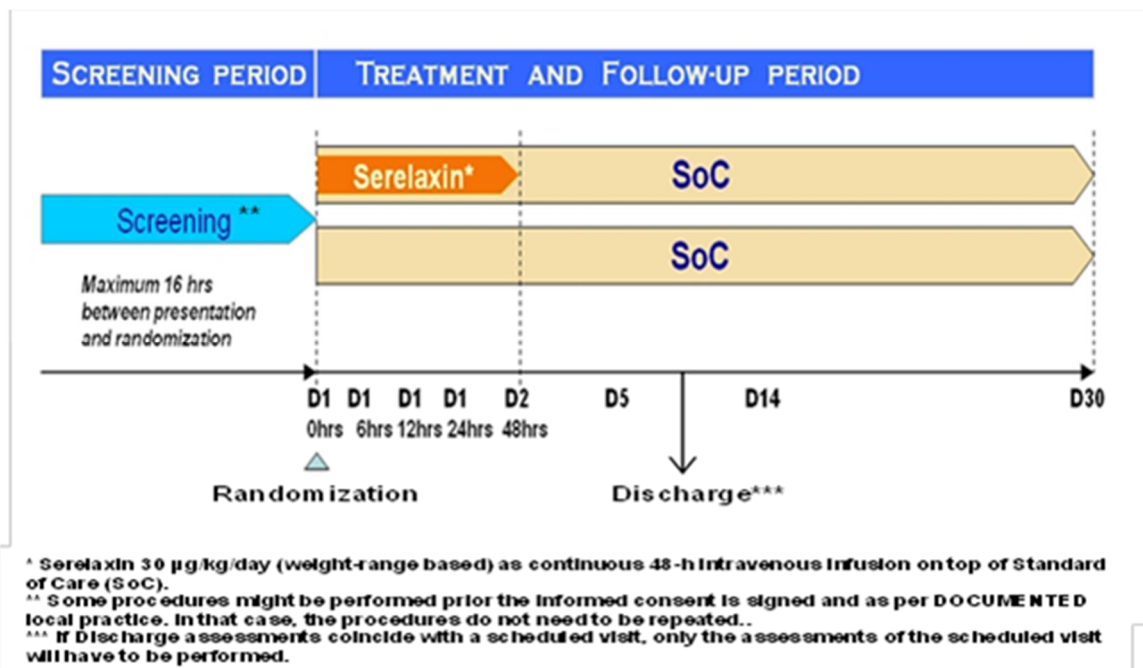 SCREENING PERIOD TREATMENT AND FOLLOW-UP PERIOD
Serelaxin* SoC
Screening **
SoC
Maximum 16 hrs
between presentation
and randomization
D1 D1 D1 D1 D2 D5 D14 D30
0hrs 6hrs 12hrs 24hrs 48hrs
Randomization Discharge***
* Serelaxin 30 µg/kg/day (weight-range based) as continuous 48-h intravenous infusion on top of Standard
of Care (SoC).
** Some procedures might be performed prior the informed consent is signed and as per DOCUMENTED
local practice. In that case, the procedures do not need to be repeated..
*** If Discharge assessments coincide with a scheduled visit, only the assessments of the scheduled visit
will have to be performed.